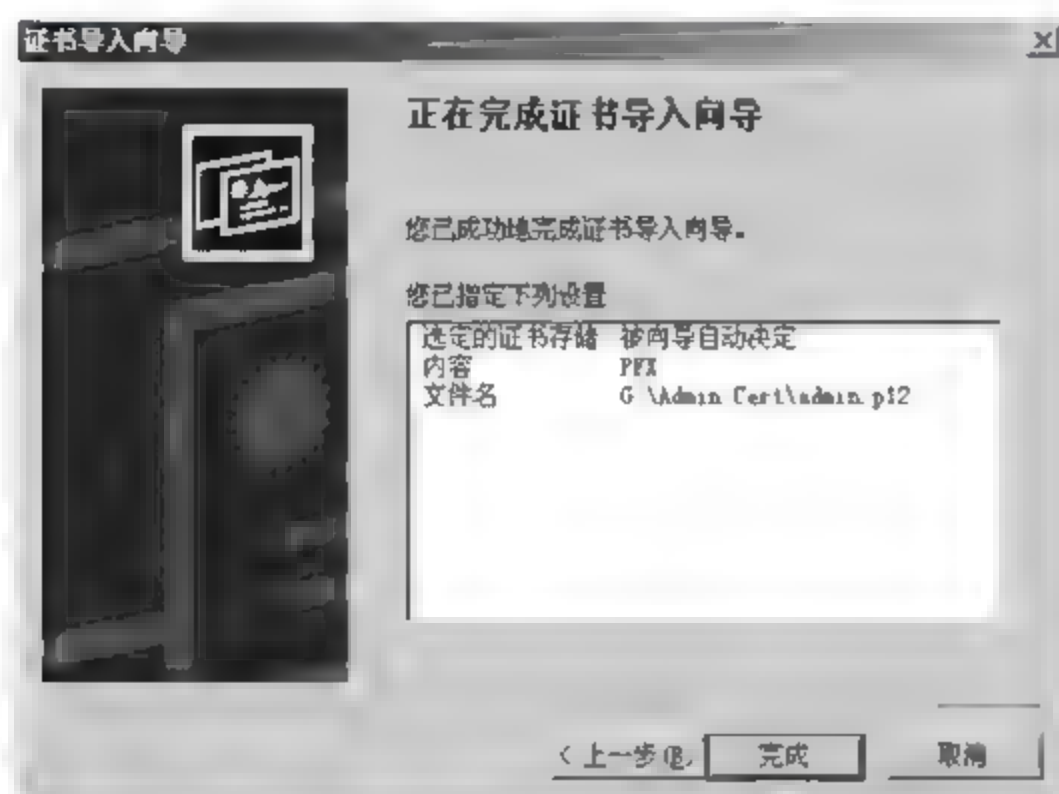 证书导入向导
正在完成证书导入向导
您已成功地完成证书导入向导。
您已指定下列设置
选定的证书存储 被向导自动决定
内容 PFX
文件名 G \Admin Cert\admin p12
< 上一步(B) 完成 取消